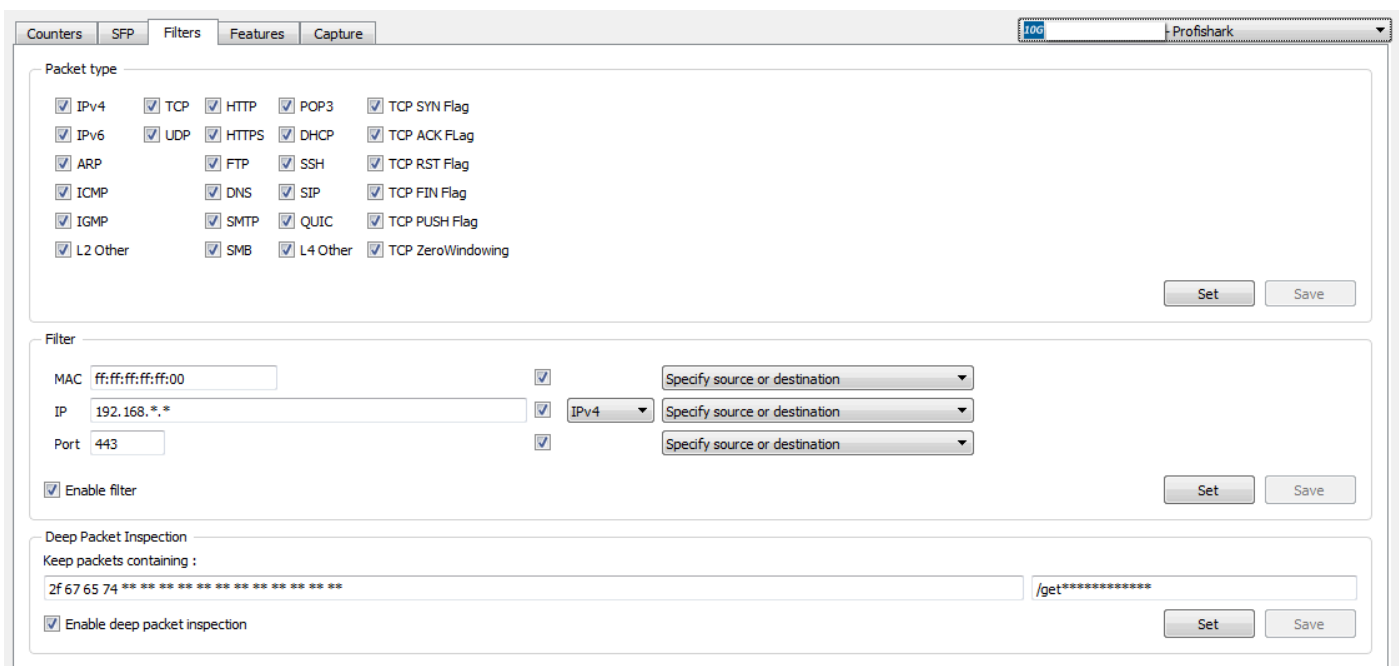 Counters SFP Filters Features Capture 10G - Profishark
Packet type
IPv4 TCP HTTP POP3 TCP SYN Flag
IPv6 UDP HTTPS DHCP TCP ACK FLag
ARP FTP SSH TCP RST Flag
ICMP DNS SIP TCP FIN Flag
IGMP SMTP QUIC TCP PUSH Flag
L2 Other SMB L4 Other TCP ZeroWindowing
Set Save
Filter
MAC ff:ff:ff:ff:ff:00 Specify source or destination
IP 192.168.*.* IPv4 Specify source or destination
Port 443 Specify source or destination
Enable filter Set Save
Deep Packet Inspection
Keep packets containing :
2f 67 65 74 ** ** ** ** ** ** ** ** ** ** ** ** /get************
Enable deep packet inspection Set Save